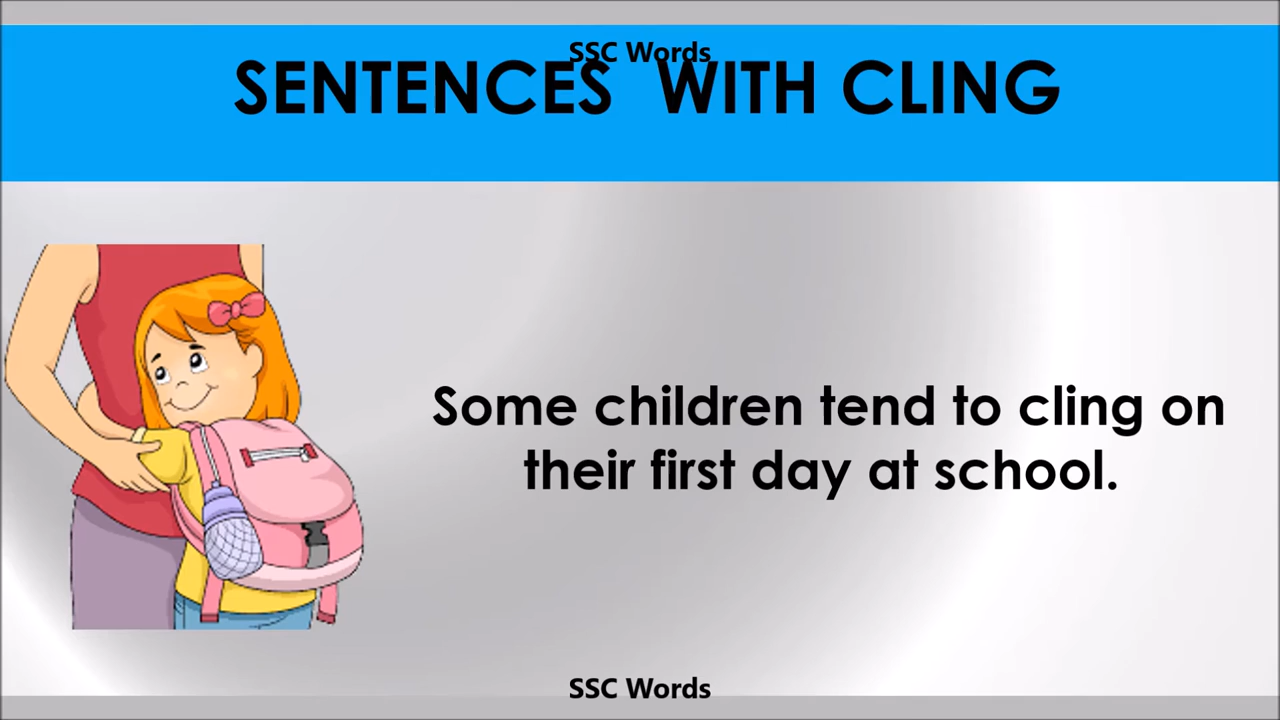 SSC Words
SENTENCES WITH CLING
Some children tend to cling on
their first day at school.
SSC Words